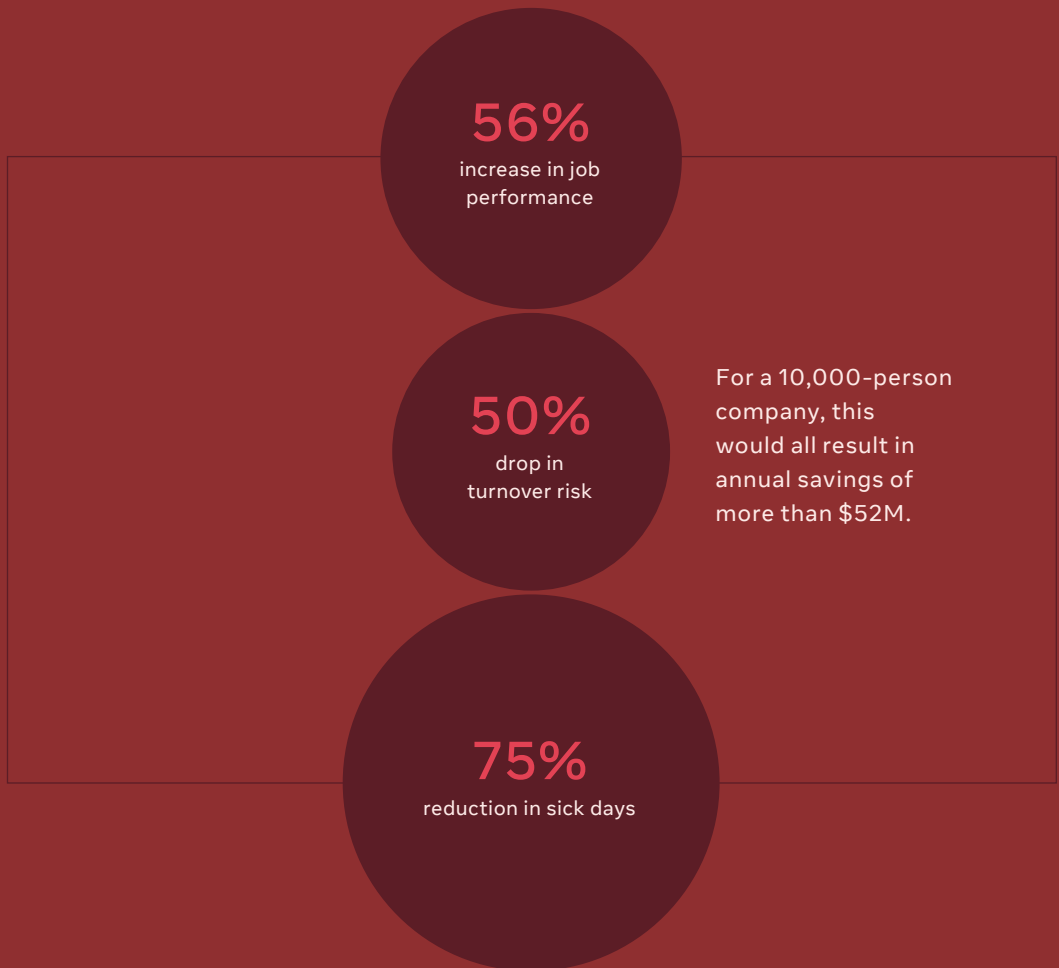 56%
increase in job
performance
50%
drop in
turnover risk
For a 10,000-person
company, this
would all result in
annual savings of
more than $52M.
75%
reduction in sick days